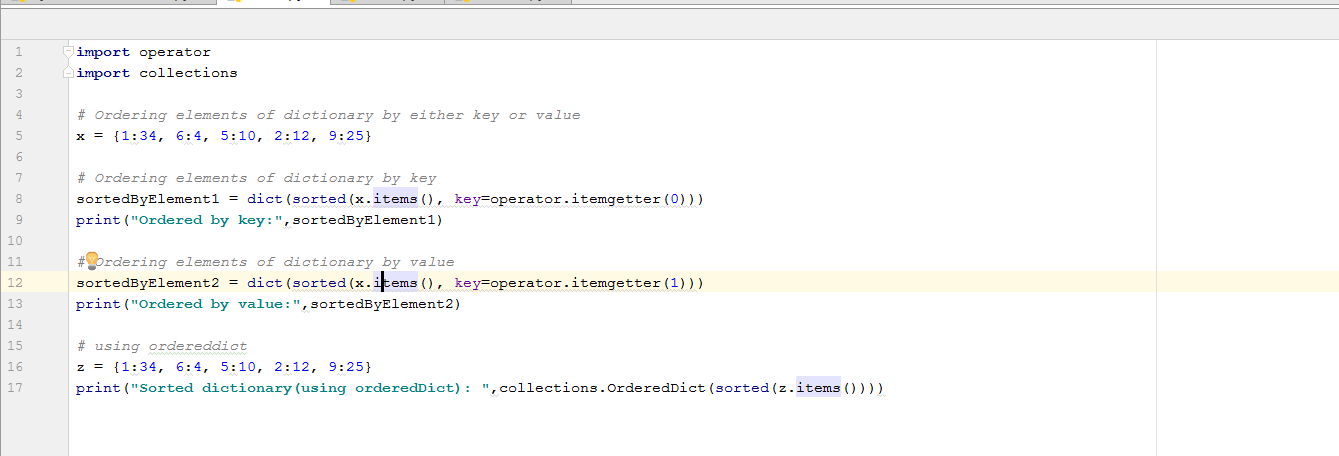 1 import operator
2 import collections
3
4 # Ordering elements of dictionary by either key or value
5 x = {1:34, 6:4, 5:10, 2:12, 9:25}
6
7 # Ordering elements of dictionary by key
8 sortedByElement1 = dict(sorted(x.items(), key=operator.itemgetter(0)))
9 print("Ordered by key:",sortedByElement1)
10
11 # Ordering elements of dictionary by value
12 sortedByElement2 = dict(sorted(x.items(), key=operator.itemgetter(1)))
13 print("Ordered by value:",sortedByElement2)
14
15 # using ordereddict
16 z = {1:34, 6:4, 5:10, 2:12, 9:25}
17 print("Sorted dictionary(using orderedDict): ",collections.OrderedDict(sorted(z.items())))